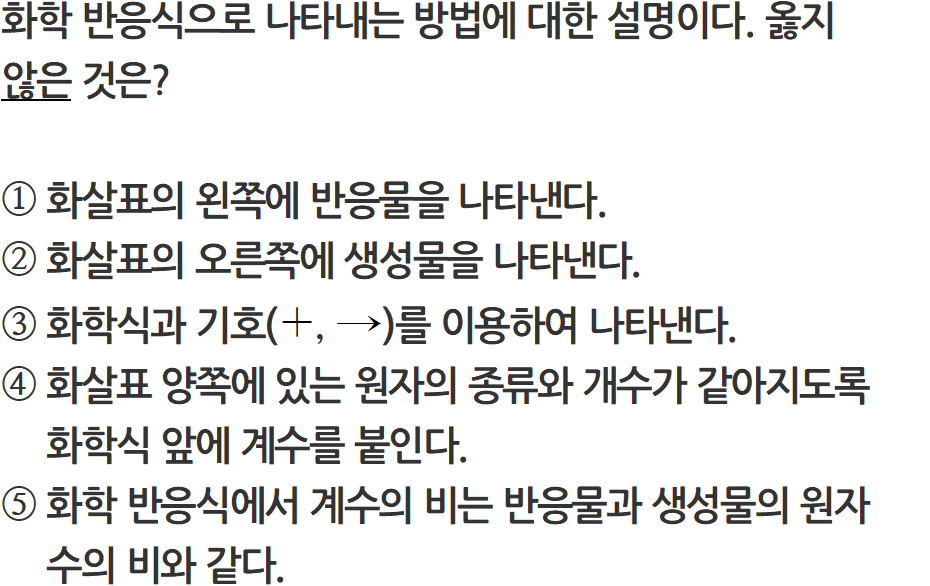 화학 반응식으로 나타내는 방법에 대한 설명이다. 옳지
않은 것은?
① 화살표의 왼쪽에 반응물을 나타낸다.
② 화살표의 오른쪽에 생성물을 나타낸다.
③ 화학식과 기호(+, →)를 이용하여 나타낸다.
④ 화살표 양쪽에 있는 원자의 종류와 개수가 같아지도록
화학식 앞에 계수를 붙인다.
⑤ 화학 반응식에서 계수의 비는 반응물과 생성물의 원자
수의 비와 같다.